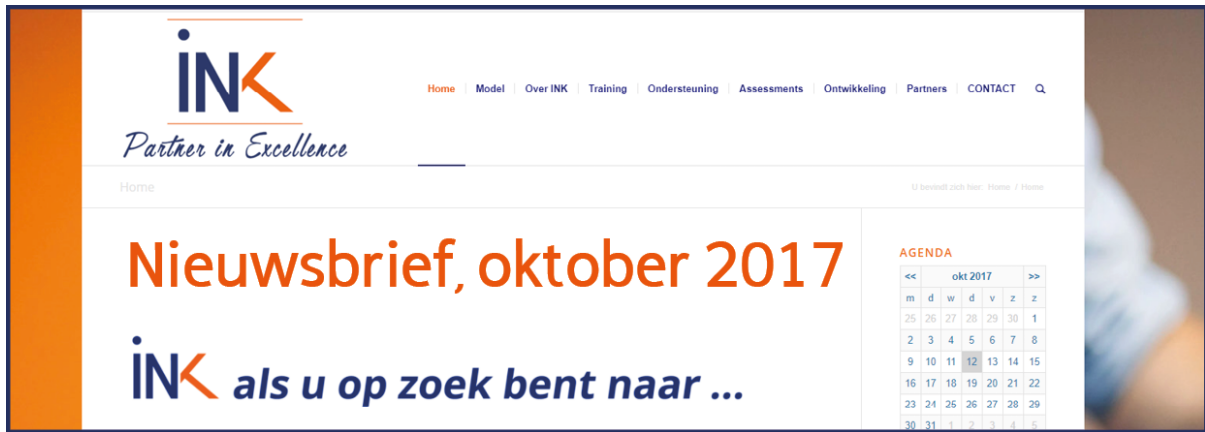 iNK
Partner in Excellence
Home Model Over INK Training Ondersteuning Assessments Ontwikkeling Partners CONTACT
Home
U bevindt zich hier: Home / Home
Nieuwsbrief, oktober 2017
iNK als u op zoek bent naar ...
AGENDA
<< okt 2017 >>
m d w d v z z
25 26 27 28 29 30 1
2 3 4 5 6 7 8
9 10 11 12 13 14 15
16 17 18 19 20 21 22
23 24 25 26 27 28 29
30 31 1 2 3 4 5